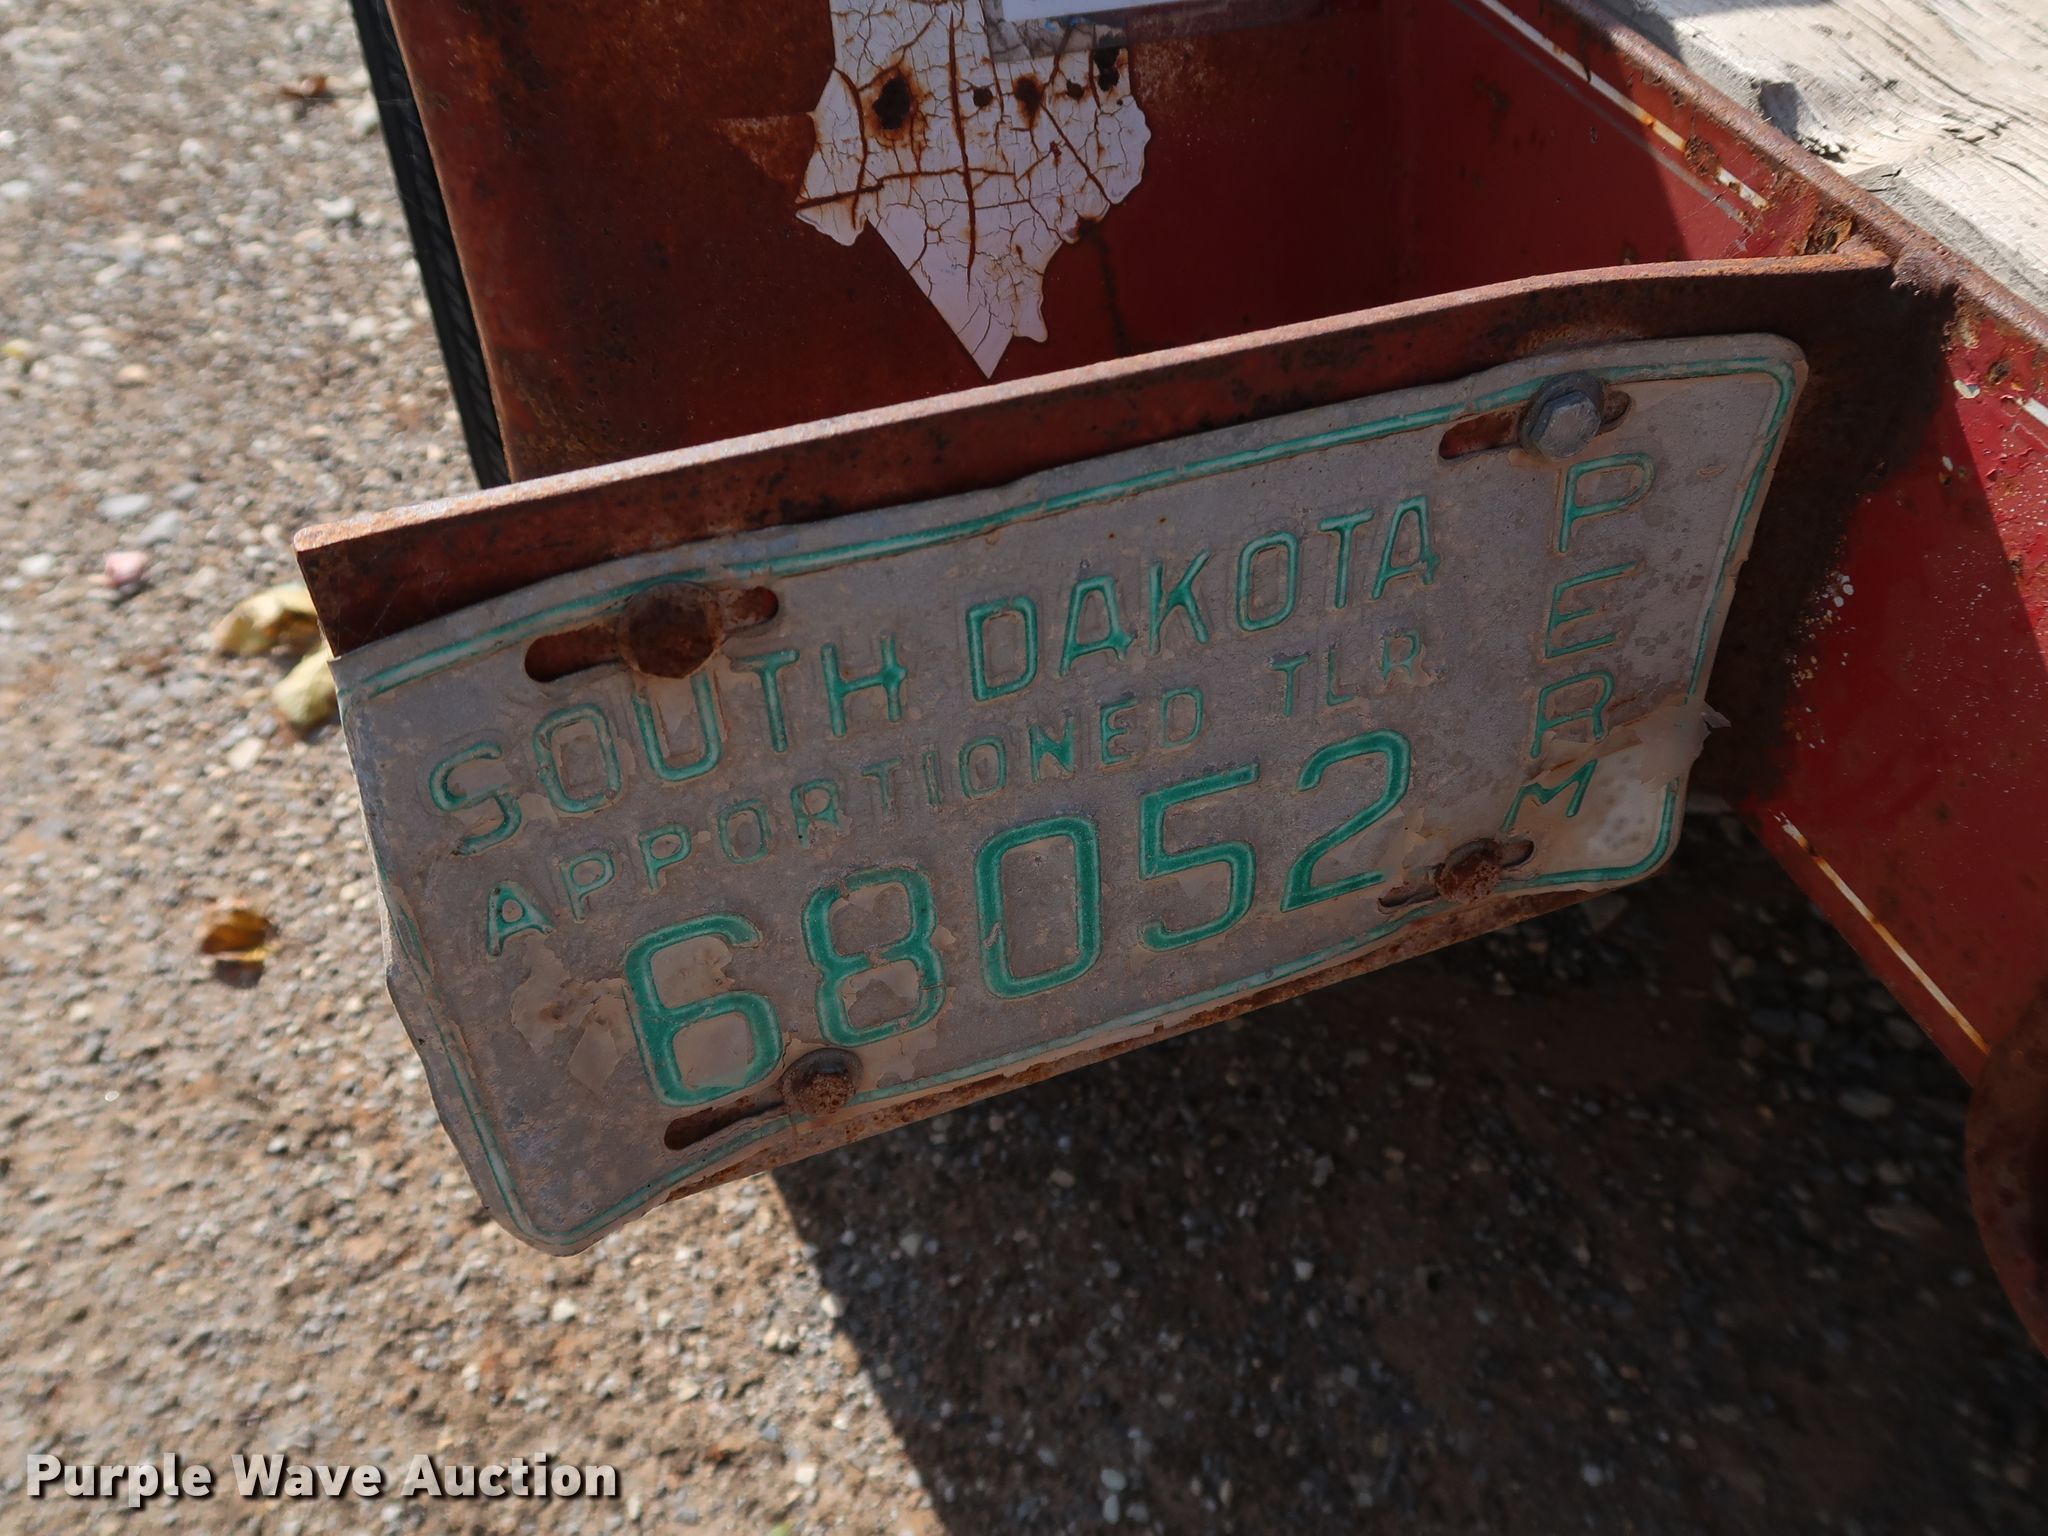 SOUTH DAKOTA
APPORTIONED TLR
68052
PERM
Purple Wave Auction